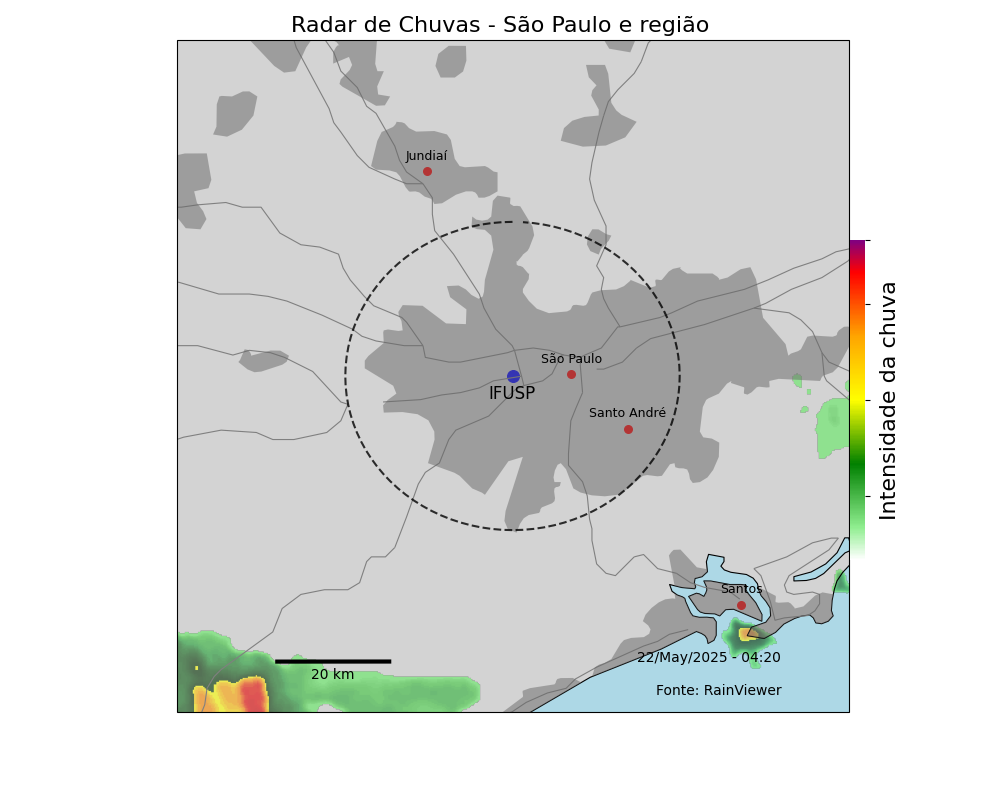 Radar de Chuvas - São Paulo e região
Jundiaí
São Paulo
IFUSP
Santo André
Intensidade da chuva
Santos
22/May/2025 - 04:20
20 km
Fonte: RainViewer